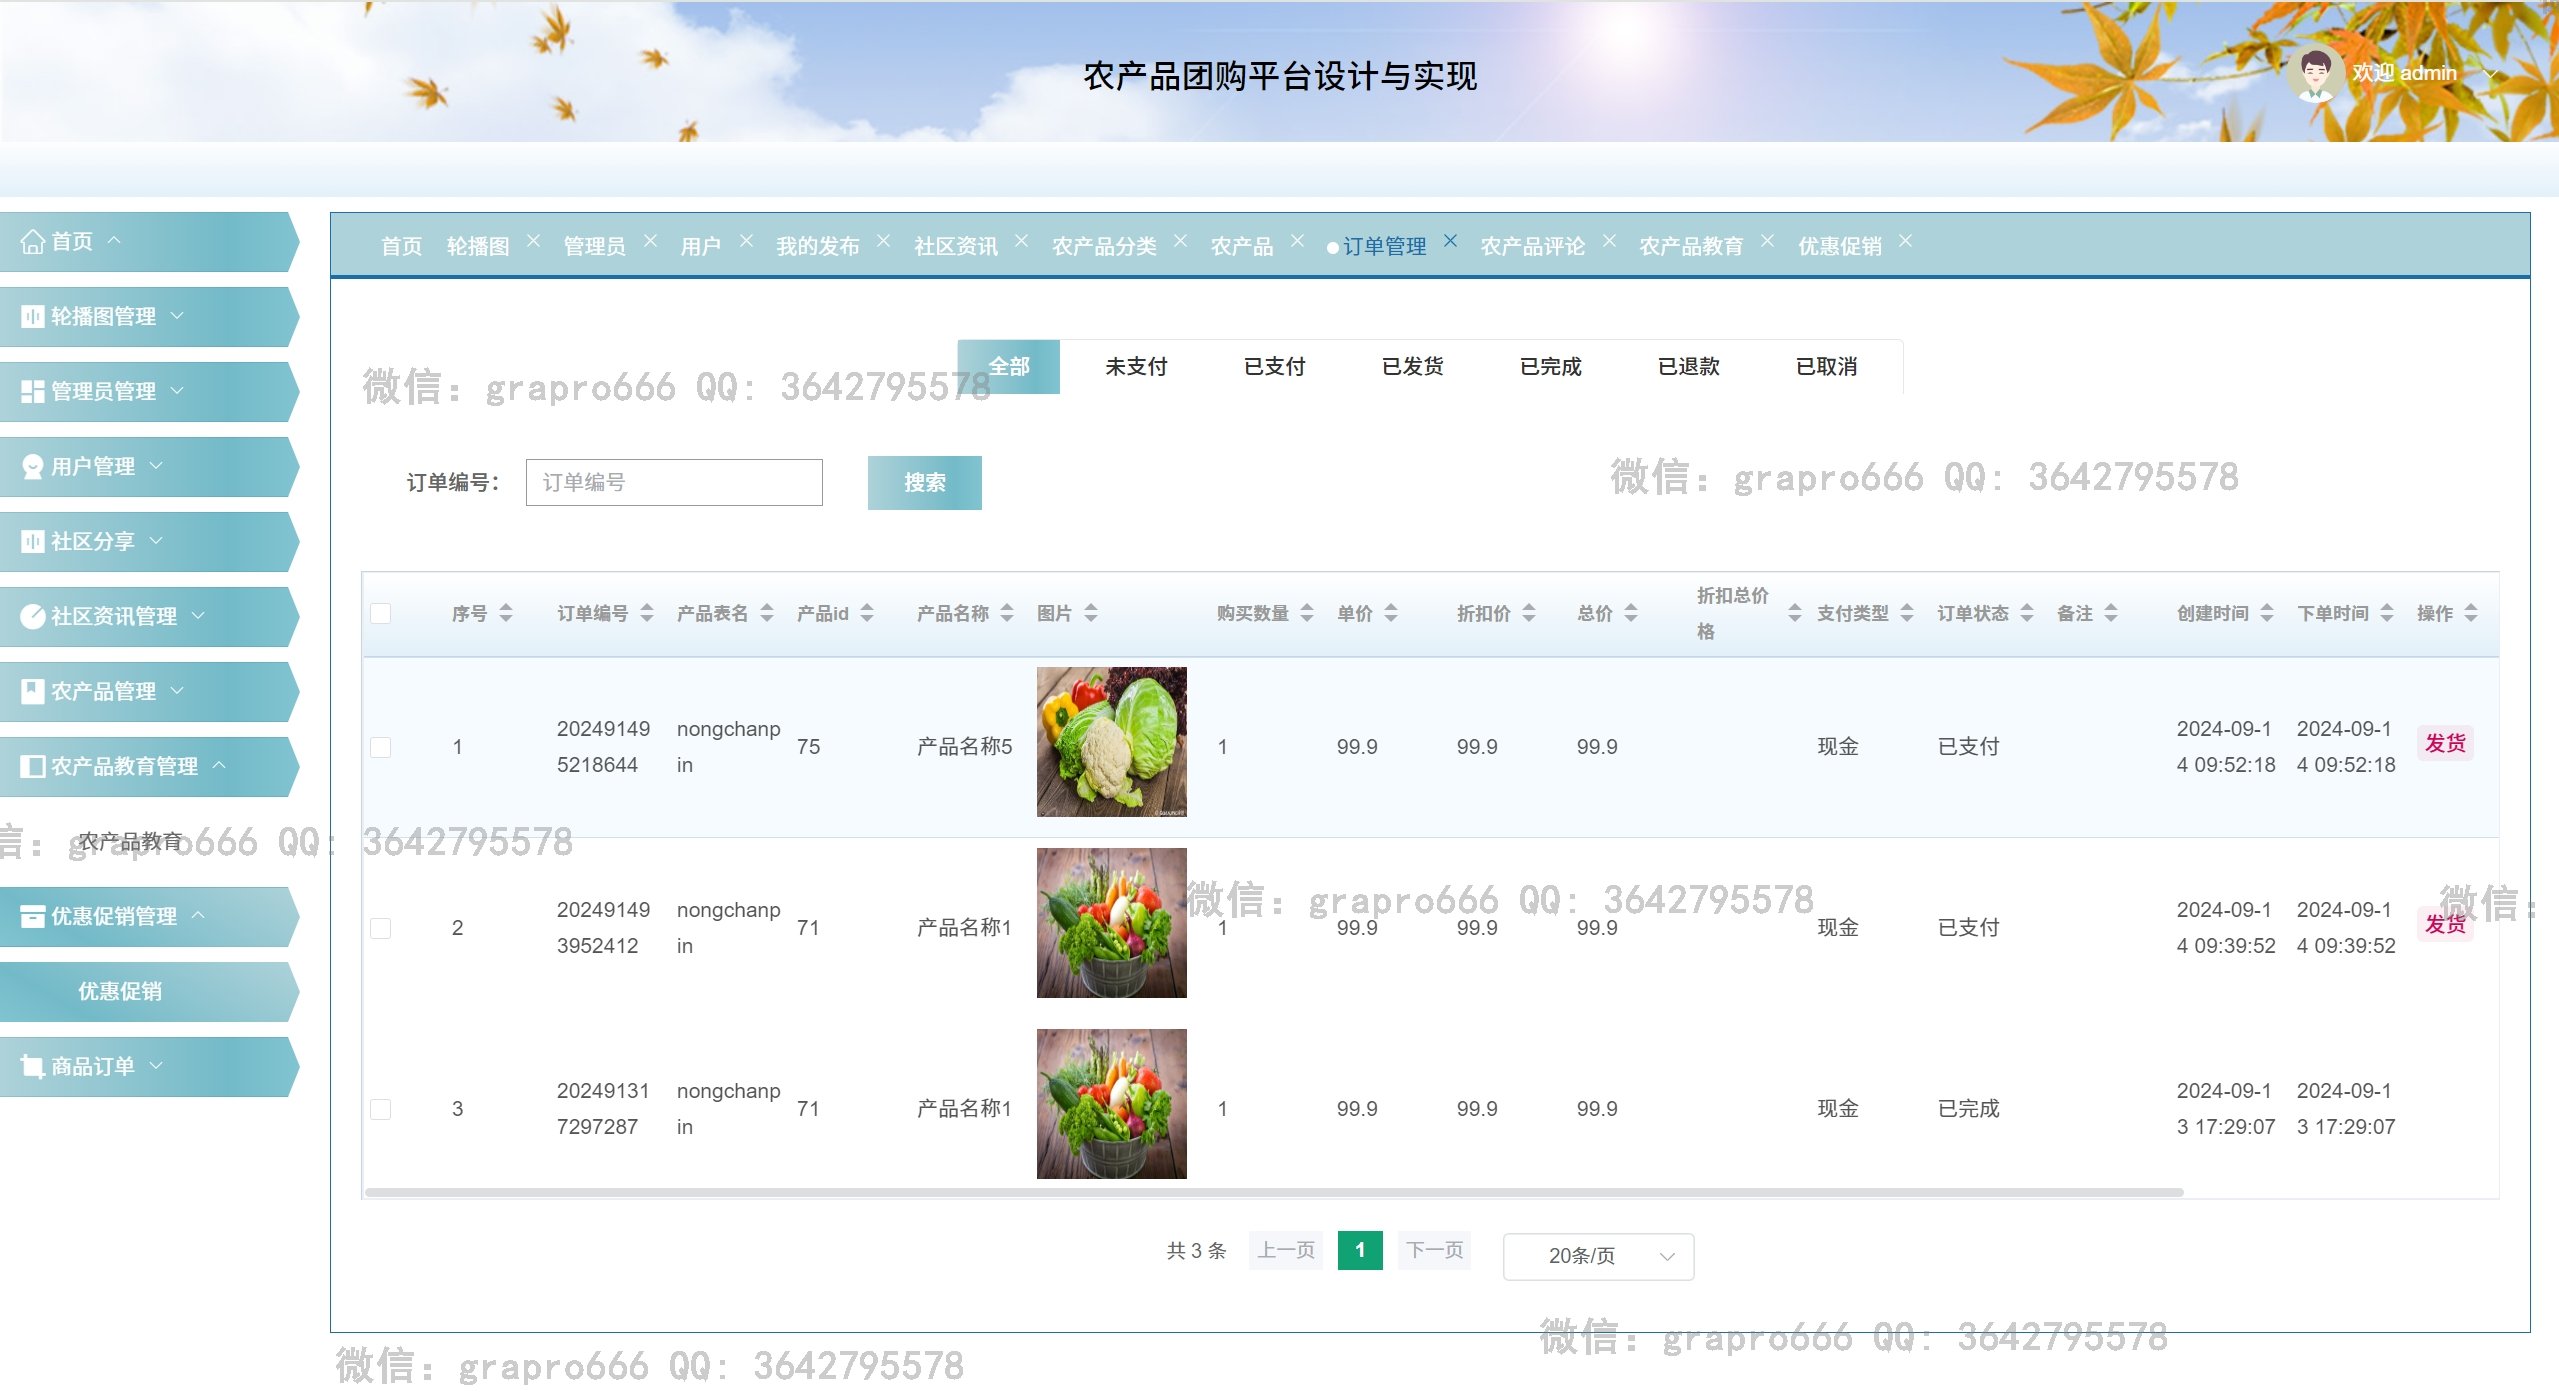 农产品团购平台设计与实现
欢迎 admin
首页
轮播图管理
管理员管理
用户管理
社区分享
社区资讯管理
农产品管理
农产品教育管理
农产品教育
优惠促销管理
优惠促销
商品订单
首页 轮播图 管理员 用户 我的发布 社区资讯 农产品分类 农产品 订单管理 农产品评论 农产品教育 优惠促销
全部 未支付 已支付 已发货 已完成 已退款 已取消
微信: grapro666 QQ: 3642795578
订单编号: 订单编号 搜索
微信: grapro666 QQ: 3642795578
序号 订单编号 产品表名 产品id 产品名称 图片 购买数量 单价 折扣价 总价 折扣总价格 支付类型 订单状态 备注 创建时间 下单时间 操作
1 202491495218644 nongchanpin 75 产品名称5 1 99.9 99.9 99.9 现金 已支付 2024-09-14 09:52:18 2024-09-14 09:52:18 发货
信: grapro666 QQ: 3642795578
2 202491493952412 nongchanpin 71 产品名称1 1 99.9 99.9 99.9 现金 已支付 2024-09-14 09:39:52 2024-09-14 09:39:52 发货
微信: grapro666 QQ: 3642795578
微信:
3 202491317297287 nongchanpin 71 产品名称1 1 99.9 99.9 99.9 现金 已完成 2024-09-13 17:29:07 2024-09-13 17:29:07
共 3 条 上一页 1 下一页 20条/页
微信: grapro666 QQ: 3642795578
微信: grapro666 QQ: 3642795578